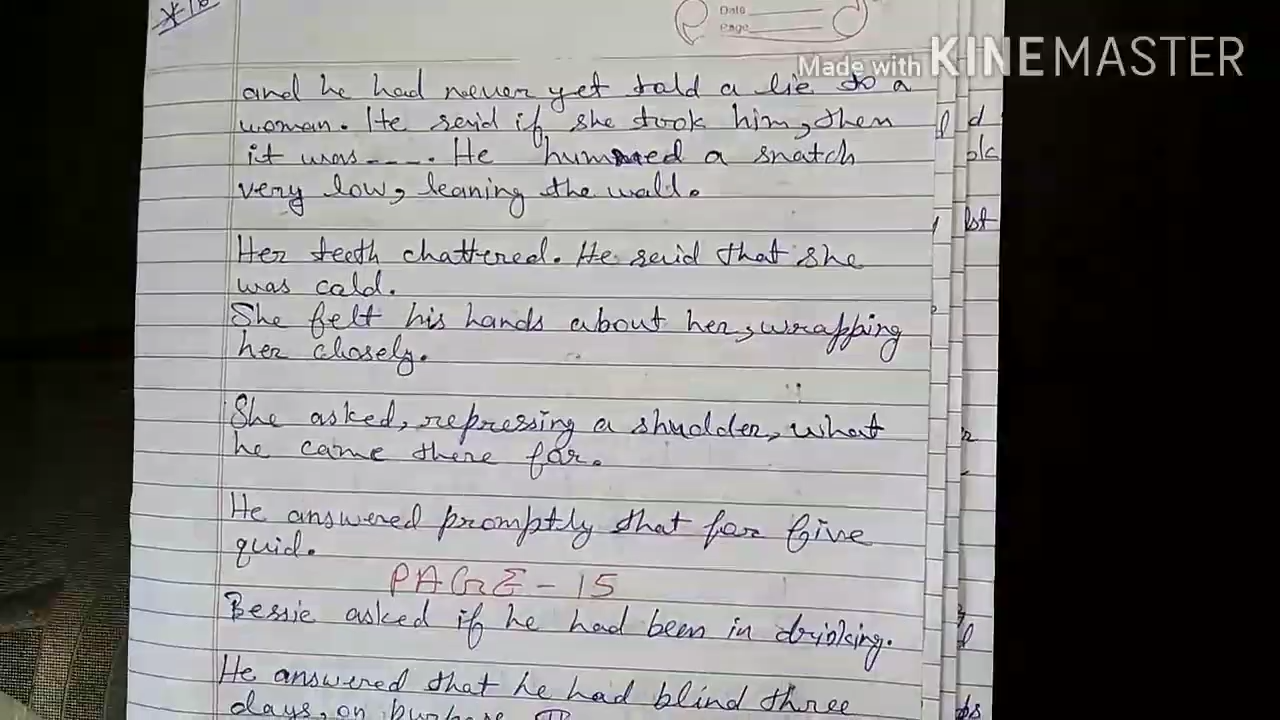 *18
Date
Page
Made with KINEMASTER
and he had never yet told a lie to a
woman. He said if she took him, then
it was----. He hummed a snatch
very low, leaning the wall.
Her teeth chattered. He said that she
was cold.
She felt his hands about her, wrapping
her closely.
She asked, repressing a shudder, what
he came there for.
He answered promptly that for five
quid.
PAGE-15
Bessie asked if he had been in drinking.
He answered that he had blind three
days, on purpose